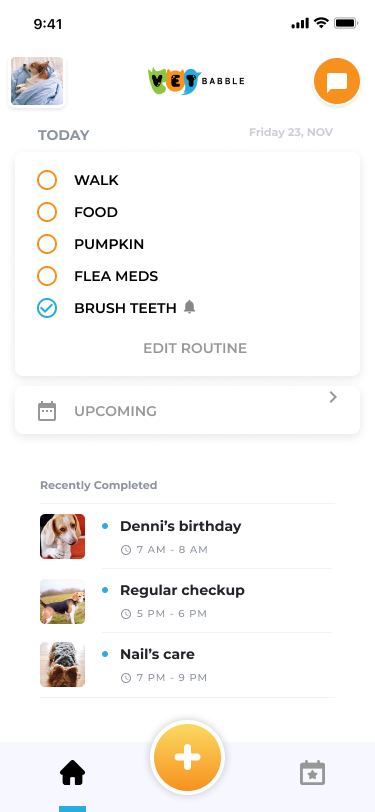 9:41
VET BABBLE
TODAY
Friday 23, NOV
WALK
FOOD
PUMPKIN
FLEA MEDS
BRUSH TEETH
EDIT ROUTINE
UPCOMING
Recently Completed
Denni's birthday
7 AM - 8 AM
Regular checkup
5 PM - 6 PM
Nail's care
7 PM - 9 PM